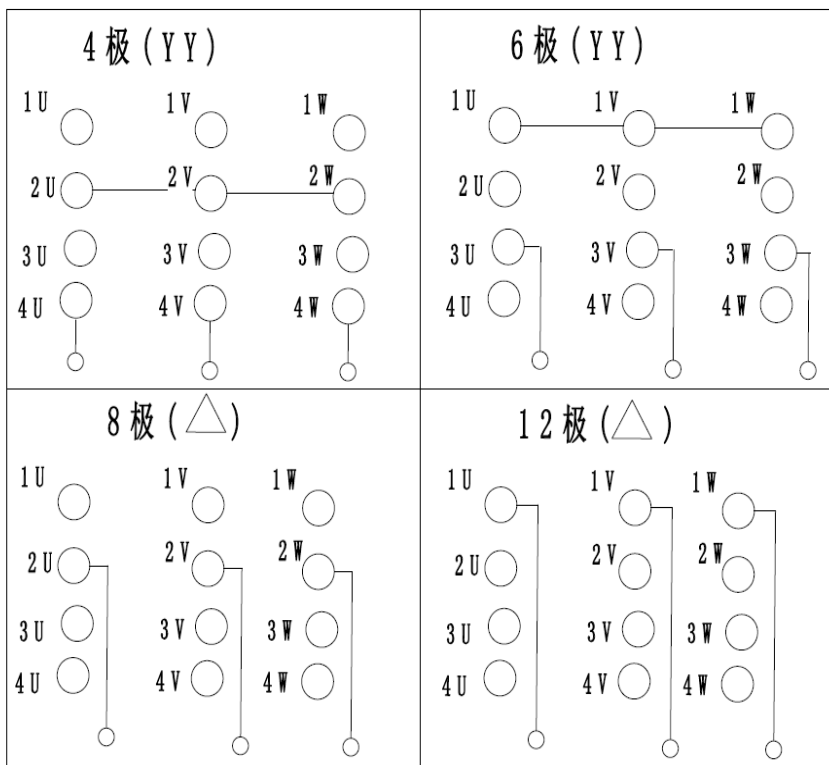 4极(YY)
1U 1V 1W
2U 2V 2W
3U 3V 3W
4U 4V 4W
6极(YY)
1U 1V 1W
2U 2V 2W
3U 3V 3W
4U 4V 4W
8极(△)
1U 1V 1W
2U 2V 2W
3U 3V 3W
4U 4V 4W
12极(△)
1U 1V 1W
2U 2V 2W
3U 3V 3W
4U 4V 4W